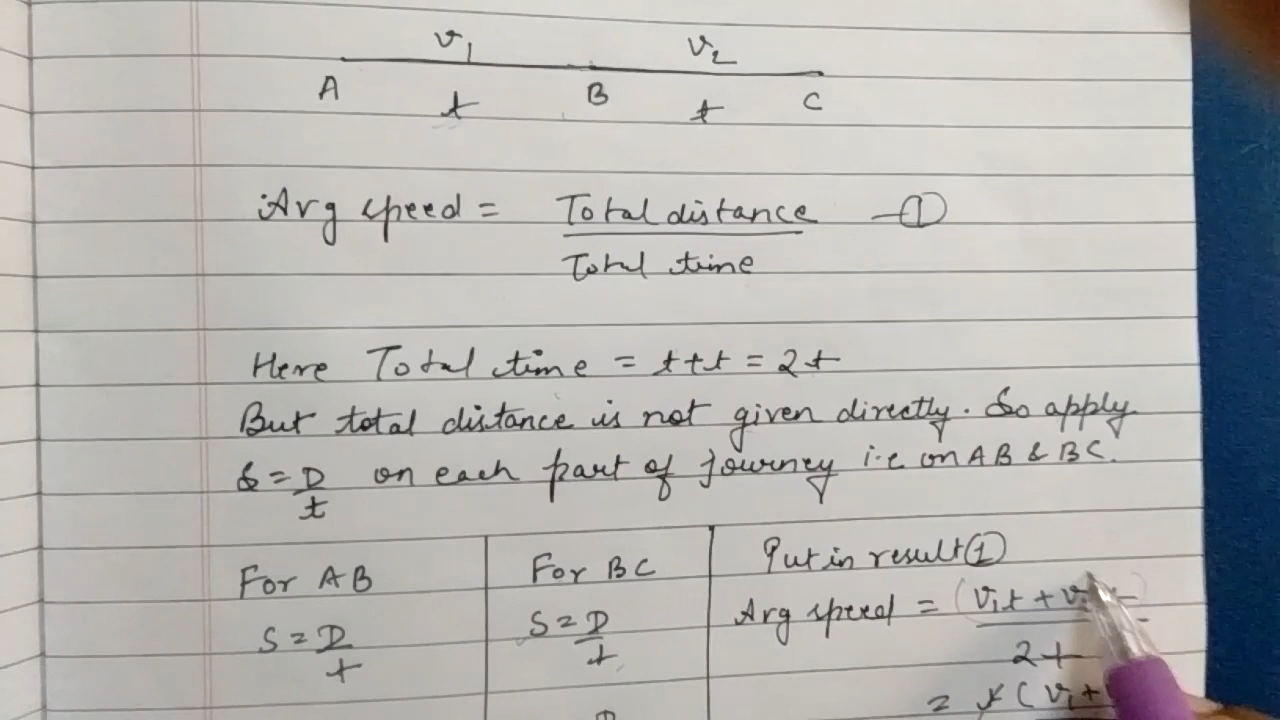 v₁ v₂
A t B t C
Avg speed = Total distance —①
Total time
Here Total time = t+t = 2t
But total distance is not given directly. So apply
S = D/t on each part of journey i.e on AB & BC.
For AB
S = D/t
For BC
S = D/t
D
Put in result ①
Avg speed = (v₁t + v
2t
= t(v₁+